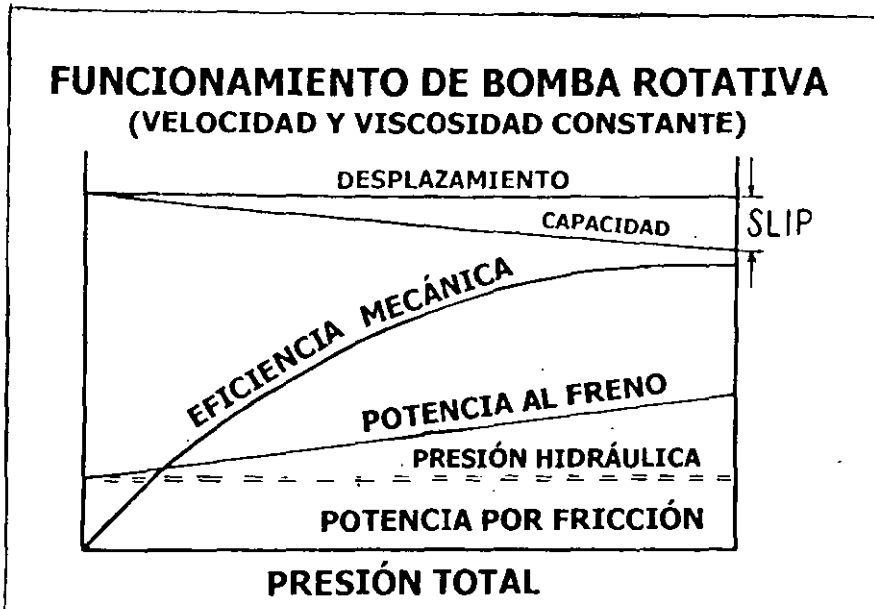 FUNCIONAMIENTO DE BOMBA ROTATIVA
(VELOCIDAD Y VISCOSIDAD CONSTANTE)
DESPLAZAMIENTO
CAPACIDAD
SLIP
EFICIENCIA MECÁNICA
POTENCIA AL FRENO
PRESIÓN HIDRÁULICA
POTENCIA POR FRICCIÓN
PRESIÓN TOTAL